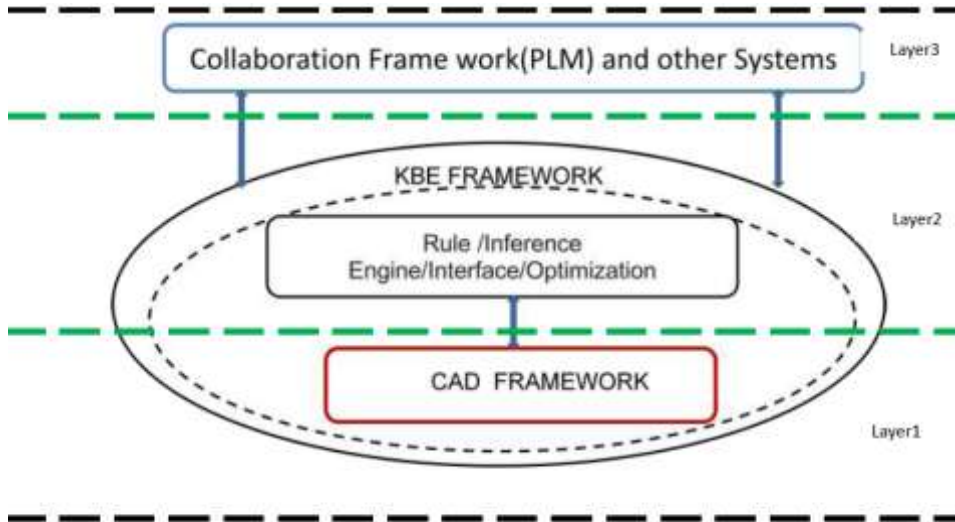 Collaboration Frame work(PLM) and other Systems
Layer3
KBE FRAMEWORK
Layer2
Rule /Inference
Engine/Interface/Optimization
CAD FRAMEWORK
Layer1